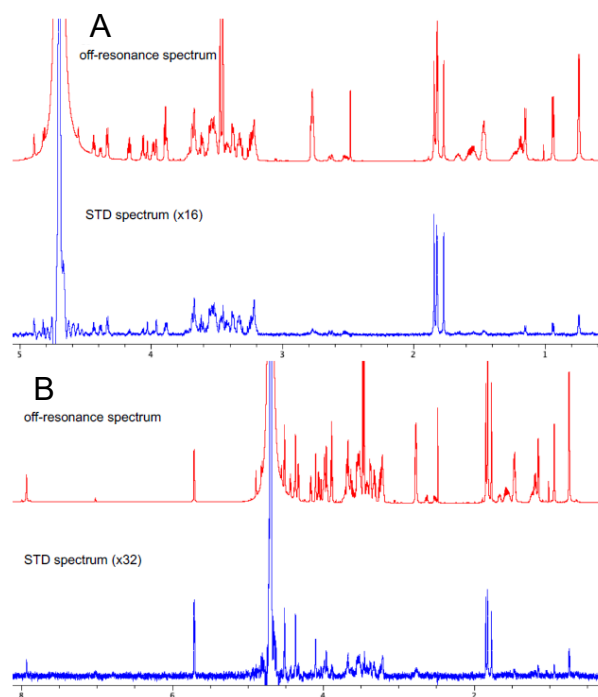 A
off-resonance spectrum
STD spectrum (x16)
5 4 3 2 1
B
off-resonance spectrum
STD spectrum (x32)
8 6 4 2